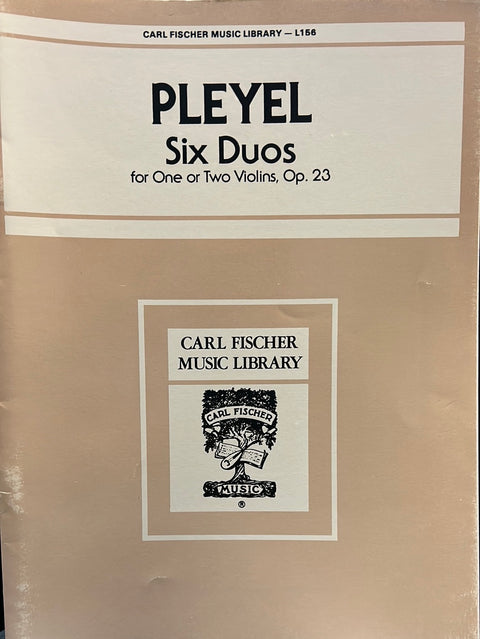 CARL FISCHER MUSIC LIBRARY — L156
PLEYEL
Six Duos
for One or Two Violins, Op. 23
CARL FISCHER
MUSIC LIBRARY
CARL FISCHER
MUSIC
®